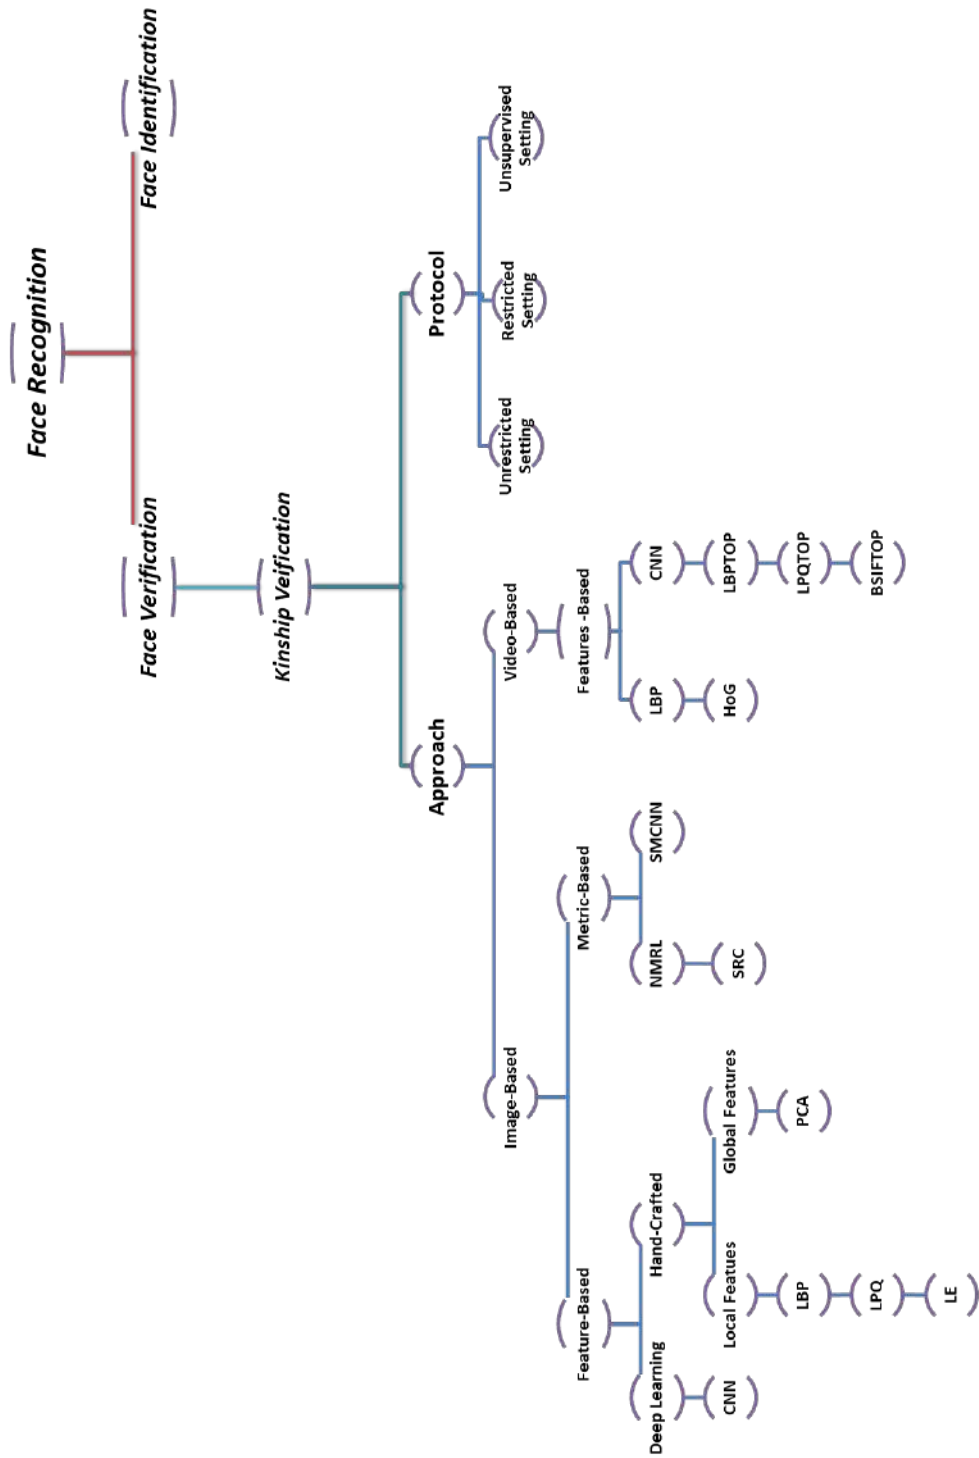 Face Recognition
Face Verification
Face Identification
Kinship Veification
Approach
Protocol
Image-Based
Video-Based
Unrestricted
Setting
Restricted
Setting
Unsupervised
Setting
Feature-Based
Metric-Based
Features -Based
Deep Learning
Hand-Crafted
NMRL
SMCNN
LBP
CNN
CNN
Local Featues
Global Features
SRC
HoG
LBPTOP
LBP
PCA
LPQTOP
LPQ
BSIFTOP
LE